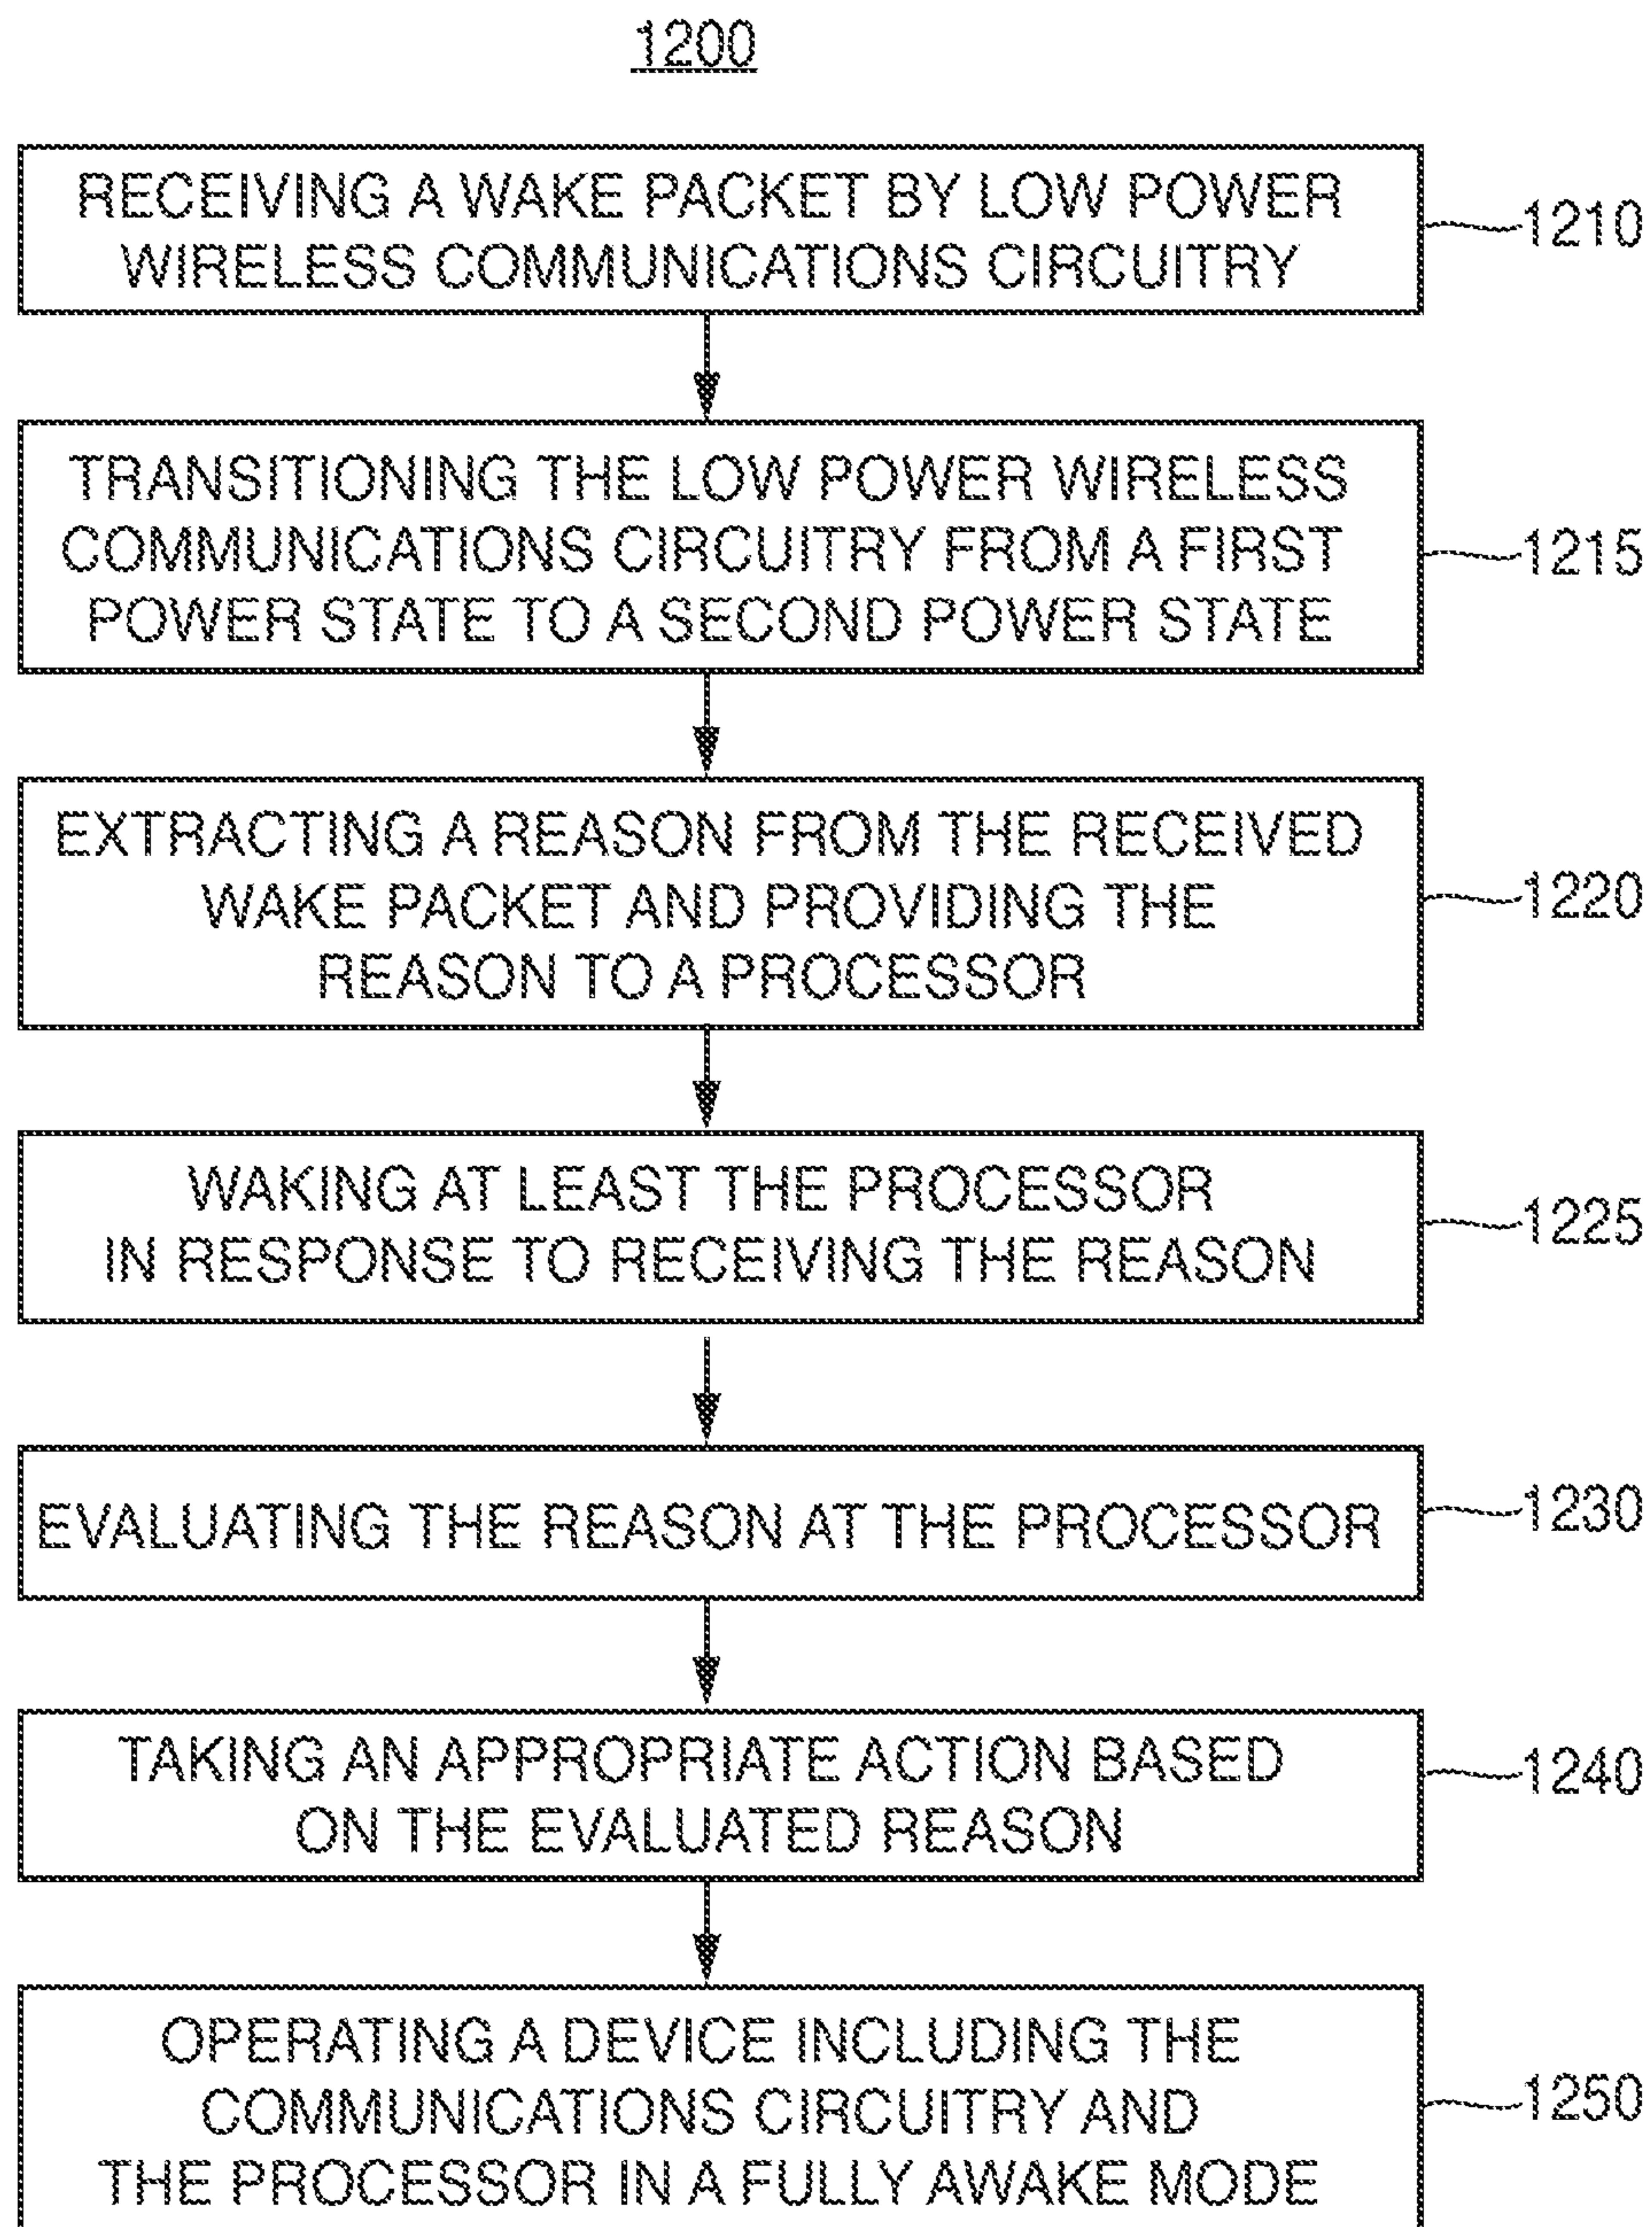 1200
RECEIVING A WAKE PACKET BY LOW POWER
WIRELESS COMMUNICATIONS CIRCUITRY
1210
TRANSITIONING THE LOW POWER WIRELESS
COMMUNICATIONS CIRCUITRY FROM A FIRST
POWER STATE TO A SECOND POWER STATE
1215
EXTRACTING A REASON FROM THE RECEIVED
WAKE PACKET AND PROVIDING THE
REASON TO A PROCESSOR
1220
WAKING AT LEAST THE PROCESSOR
IN RESPONSE TO RECEIVING THE REASON
1225
EVALUATING THE REASON AT THE PROCESSOR
1230
TAKING AN APPROPRIATE ACTION BASED
ON THE EVALUATED REASON
1240
OPERATING A DEVICE INCLUDING THE
COMMUNICATIONS CIRCUITRY AND
THE PROCESSOR IN A FULLY AWAKE MODE
1250